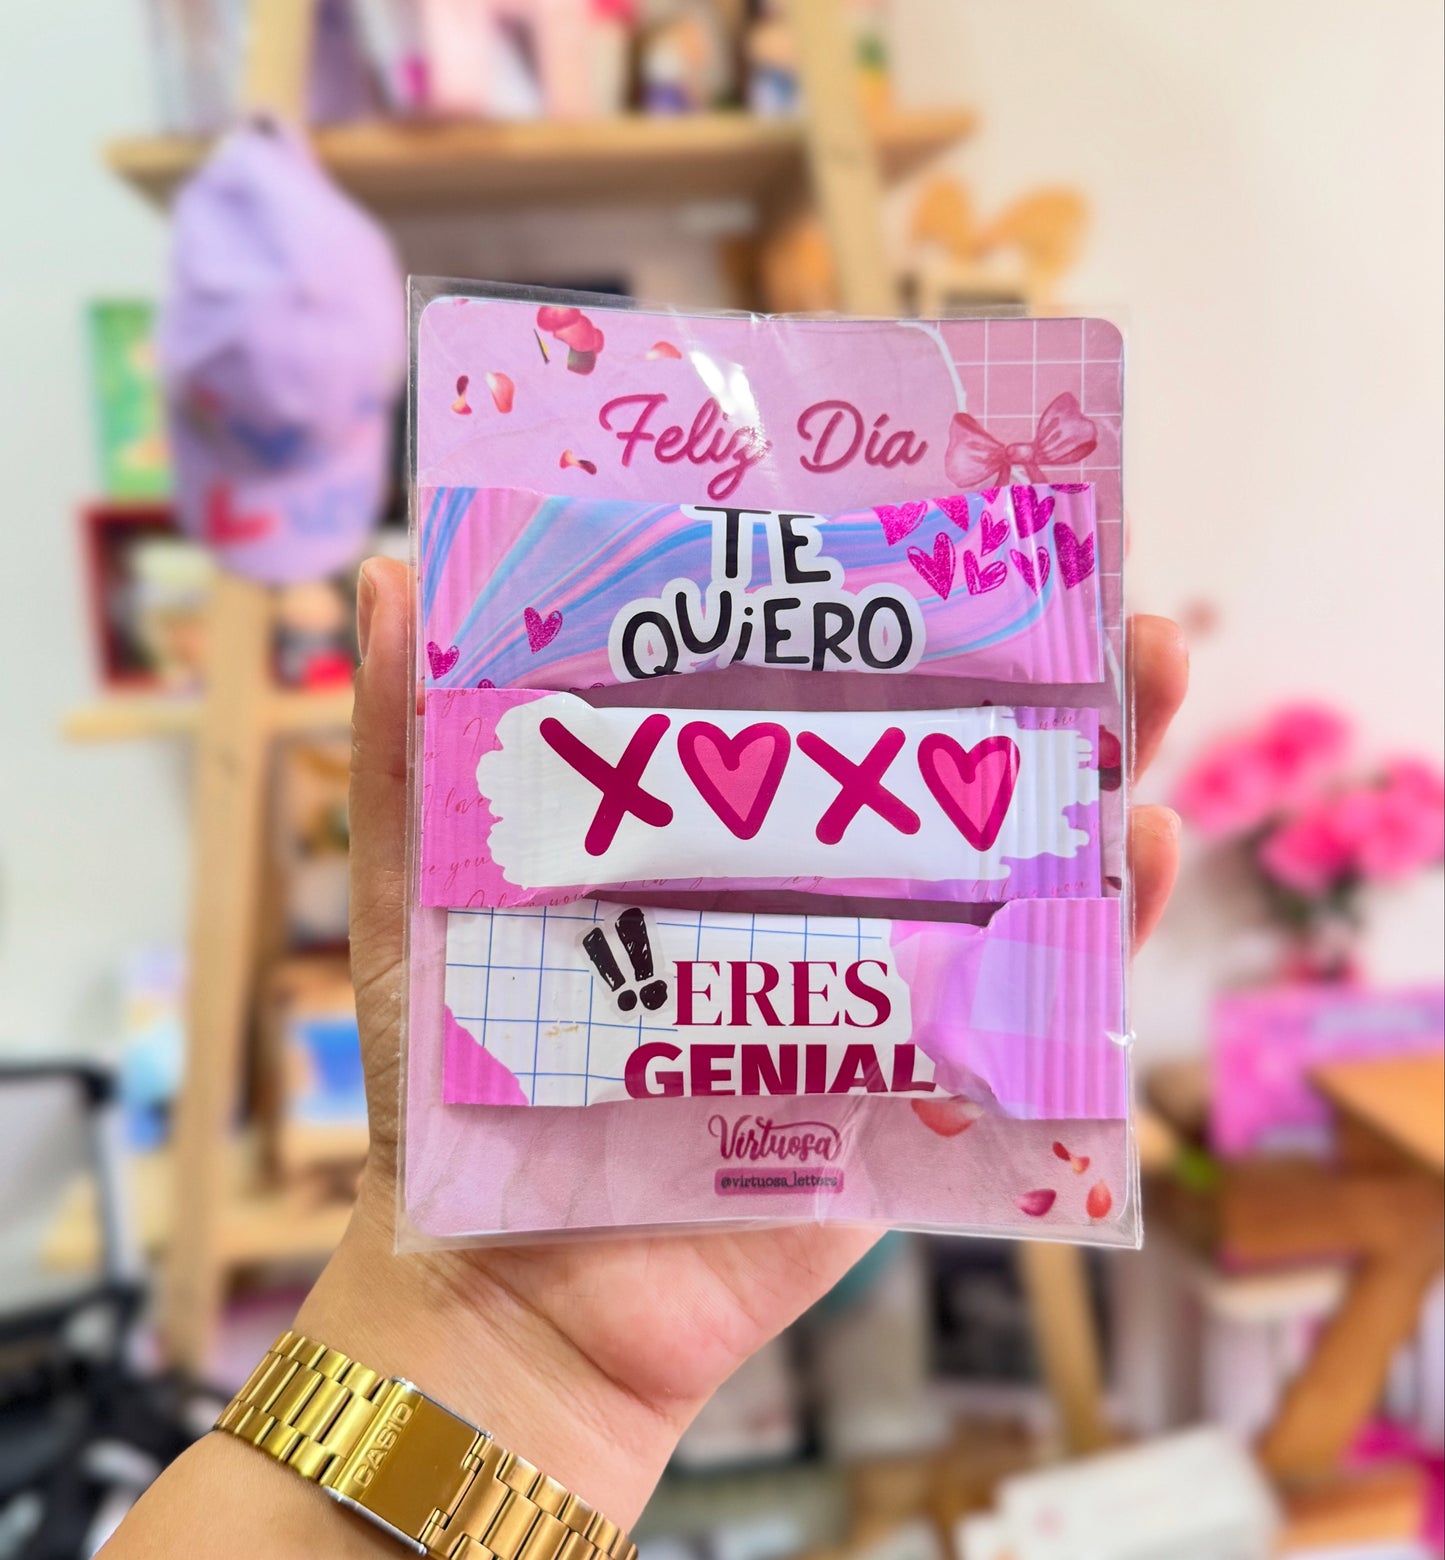 Feliz Día
TE
QUiERO
XOXO
!!ERES
GENIAL
Virtuosa
@virtuosa_letters
CASIO